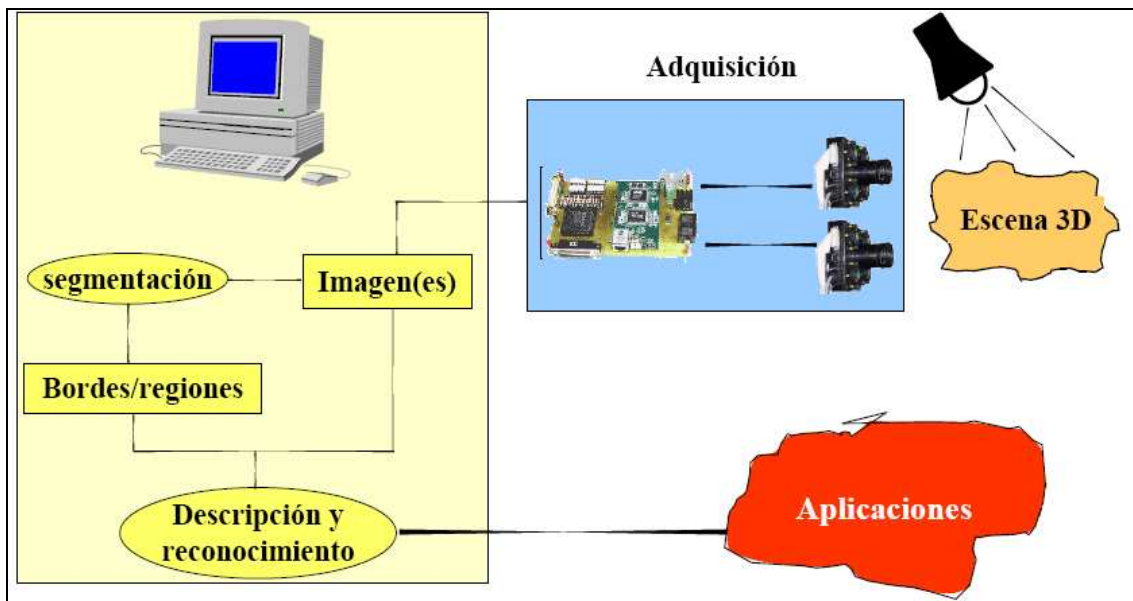 Adquisición
Escena 3D
segmentación
Imagen(es)
Bordes/regiones
Descripción y
reconocimiento
Aplicaciones